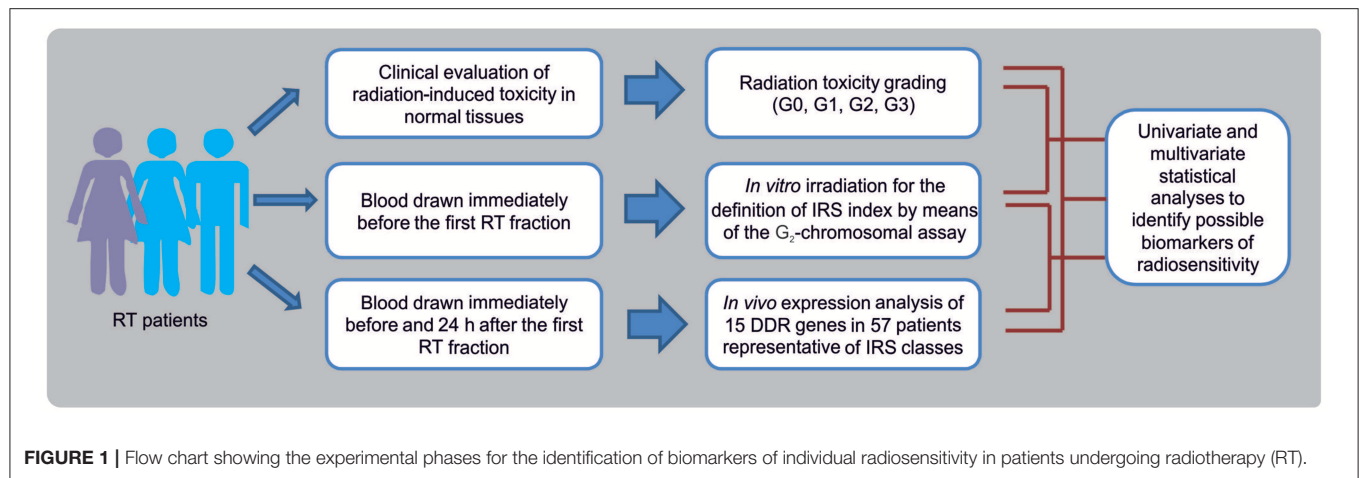 Clinical evaluation of
radiation-induced toxicity in
normal tissues
Radiation toxicity grading
(G0, G1, G2, G3)
Blood drawn immediately
before the first RT fraction
In vitro irradiation for the
definition of IRS index by means
of the G₂-chromosomal assay
Blood drawn immediately
before and 24 h after the first
RT fraction
In vivo expression analysis of
15 DDR genes in 57 patients
representative of IRS classes
Univariate and
multivariate
statistical
analyses to
identify possible
biomarkers of
radiosensitivity
RT patients
FIGURE 1 | Flow chart showing the experimental phases for the identification of biomarkers of individual radiosensitivity in patients undergoing radiotherapy (RT).